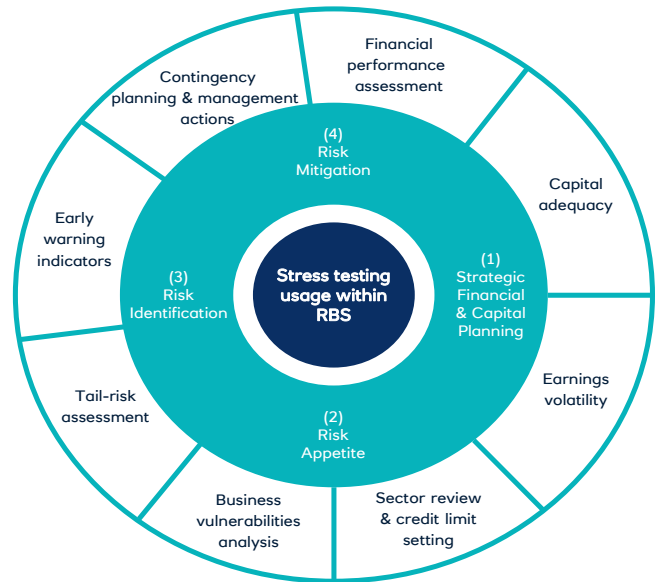 Financial
performance
assessment
Contingency
planning & management
actions
(4)
Risk
Mitigation
Capital
adequacy
Early
warning
indicators
(3)
Risk
Identification
Stress testing
usage within
RBS
(1)
Strategic
Financial
& Capital
Planning
Earnings
volatility
Tail-risk
assessment
(2)
Risk
Appetite
Business
vulnerabilities
analysis
Sector review
& credit limit
setting